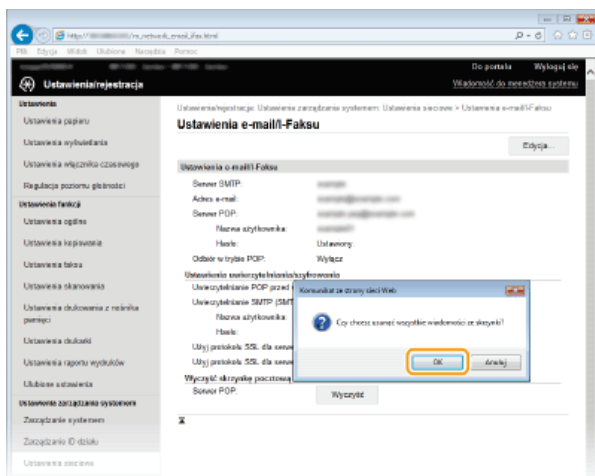 http:// /m_network_email_ifax.html
Plik Edycja Widok Ulubione Narzędzia Pomoc
Do portalu Wyloguj się
Ustawienia/rejestracja
Wiadomość do menedżera systemu
Ustawienia
Ustawienia papieru
Ustawienia wyświetlania
Ustawienia włącznika czasowego
Regulacja poziomu głośności
Ustawienia funkcji
Ustawienia ogólne
Ustawienia kopiowania
Ustawienia faksu
Ustawienia skanowania
Ustawienia drukowania z nośnika
pamięci
Ustawienia drukarki
Ustawienia raportu wydruków
Ulubione ustawienia
Ustawienia zarządzania systemem
Zarządzanie systemem
Zarządzanie ID działu
Ustawienia sieciowe
Ustawienia/rejestracja: Ustawienia zarządzania systemem: Ustawienia sieciowe > Ustawienia e-mail/I-Faksu
Ustawienia e-mail/I-Faksu
Edycja...
Ustawienia e-mail/I-Faksu
Serwer SMTP:
Adres e-mail:
Serwer POP:
Nazwa użytkownika:
Hasło: Ustawiony
Odbiór w trybie POP: Wyłącz
Ustawienia uwierzytelniania/szyfrowania
Uwierzytelnianie POP przed
Uwierzytelnianie SMTP (SMT
Nazwa użytkownika:
Hasło:
Użyj protokołu SSL dla serwe
Użyj protokołu SSL dla serwe
Wyczyść skrzynkę pocztową
Serwer POP: Wyczyść
Komunikat ze strony sieci Web
Czy chcesz usunąć wszystkie wiadomości ze skrzynki?
OK Anuluj